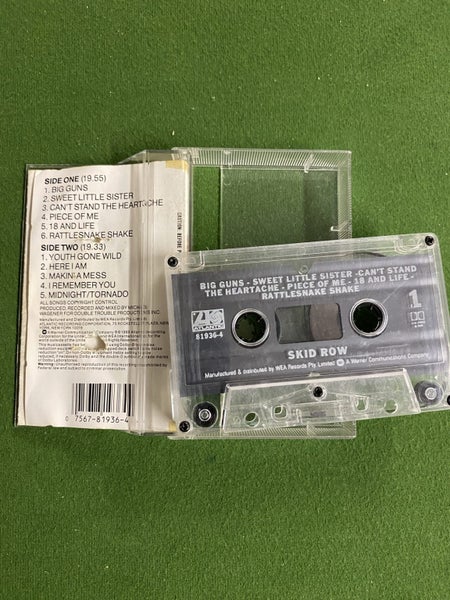 SIDE ONE (19.55)
1. BIG GUNS
2. SWEET LITTLE SISTER
3. CAN'T STAND THE HEARTACHE
4. PIECE OF ME
5. 18 AND LIFE
6. RATTLESNAKE SHAKE
SIDE TWO (19.33)
1. YOUTH GONE WILD
2. HERE I AM
3. MAKIN A MESS
4. I REMEMBER YOU
5. MIDNIGHT/TORNADO
ALL SONGS COPYRIGHT CONTROL
PRODUCED, RECORDED AND MIXED BY
WAGENER FOR DOUBLE TROUBLE PRODUCTIONS INC.
0 7567-81936-4
CAUTION: BEFORE
BIG GUNS - SWEET LITTLE SISTER - CAN'T STAND
THE HEARTACHE - PIECE OF ME - 18 AND LIFE -
RATTLESNAKE SHAKE
1
ATLANTIC
81936-4
SKID ROW
Manufactured & distributed by WEA Records Pty. Limited A Warner Communications Company